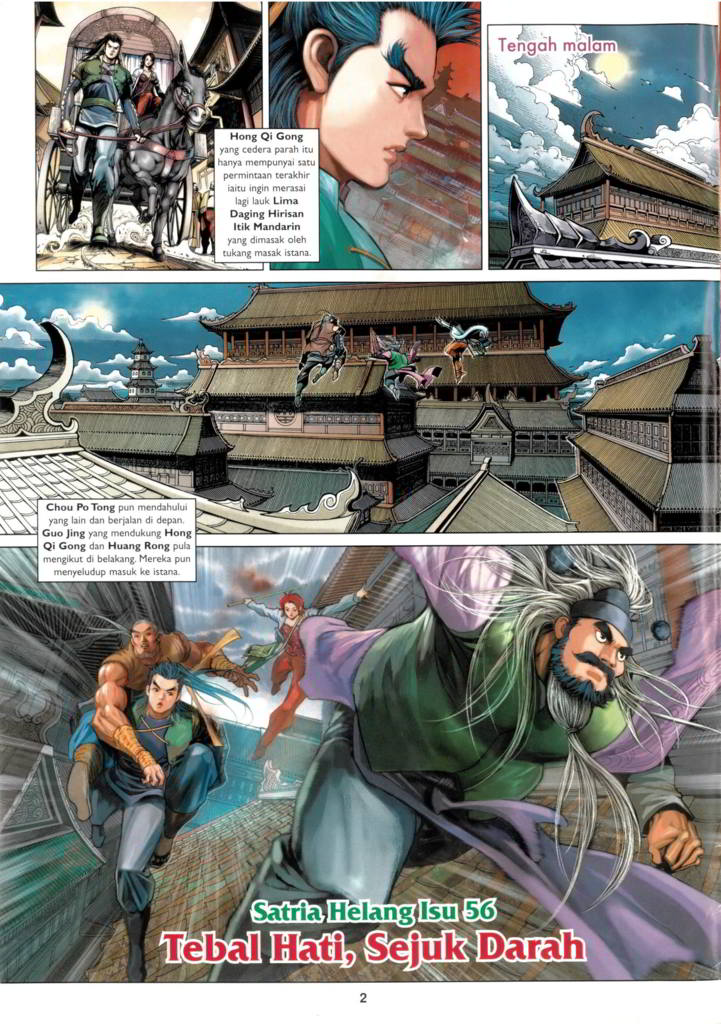 Hong Qi Gong
yang cedera parah itu
hanya mempunyai satu
permintaan terakhir
iaitu ingin merasai
lagi lauk Lima
Daging Hirisan
Itik Mandarin
yang dimasak oleh
tukang masak istana.
Tengah malam
Chou Po Tong pun mendahului
yang lain dan berjalan di depan.
Guo Jing yang mendukung Hong
Qi Gong dan Huang Rong pula
mengikut di belakang. Mereka pun
menyeludup masuk ke istana.
Satria Helang Isu 56
Tebal Hati, Sejuk Darah
2